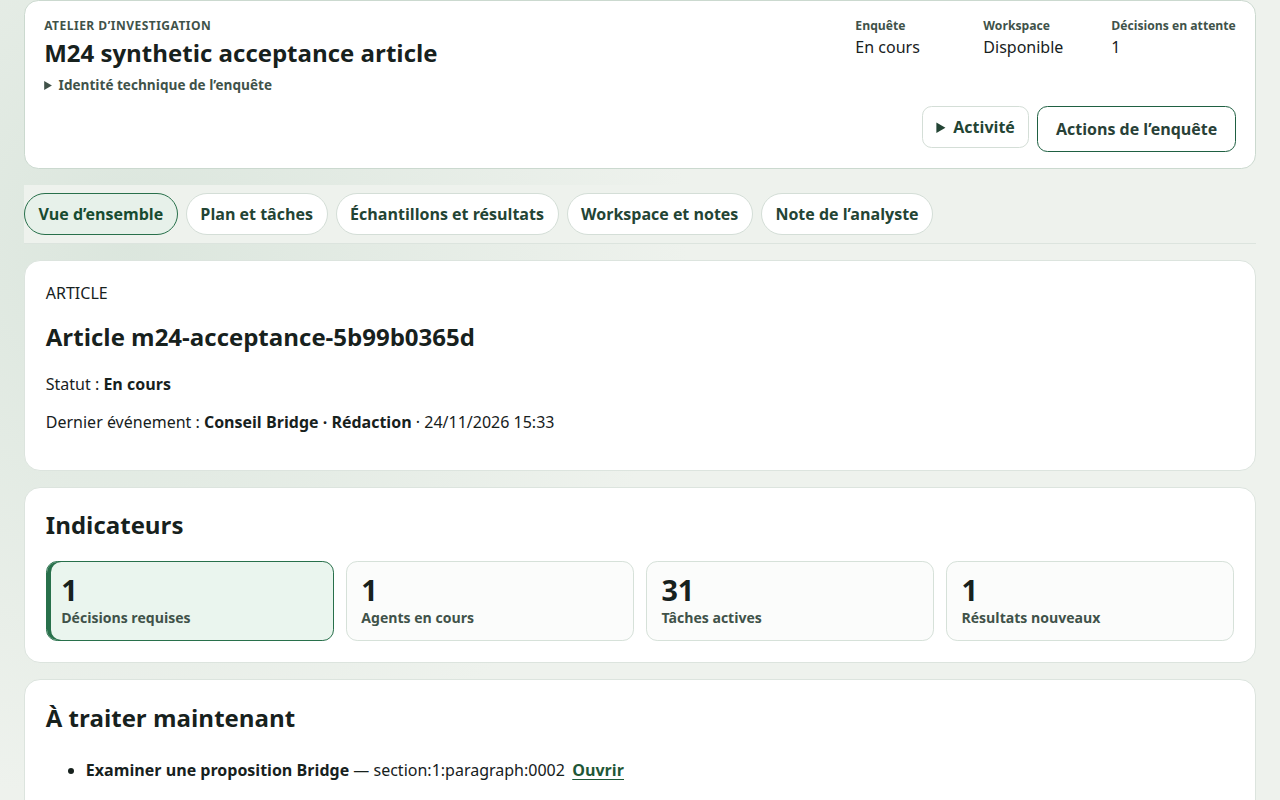 ATELIER D’INVESTIGATION
M24 synthetic acceptance article
▶ Identité technique de l’enquête
Enquête
En cours
Workspace
Disponible
Décisions en attente
1
▶ Activité
Actions de l’enquête
Vue d’ensemble
Plan et tâches
Échantillons et résultats
Workspace et notes
Note de l’analyste
ARTICLE
Article m24-acceptance-5b99b0365d
Statut : En cours
Dernier événement : Conseil Bridge · Rédaction · 24/11/2026 15:33
Indicateurs
1
Décisions requises
1
Agents en cours
31
Tâches actives
1
Résultats nouveaux
À traiter maintenant
• Examiner une proposition Bridge — section:1:paragraph:0002 Ouvrir